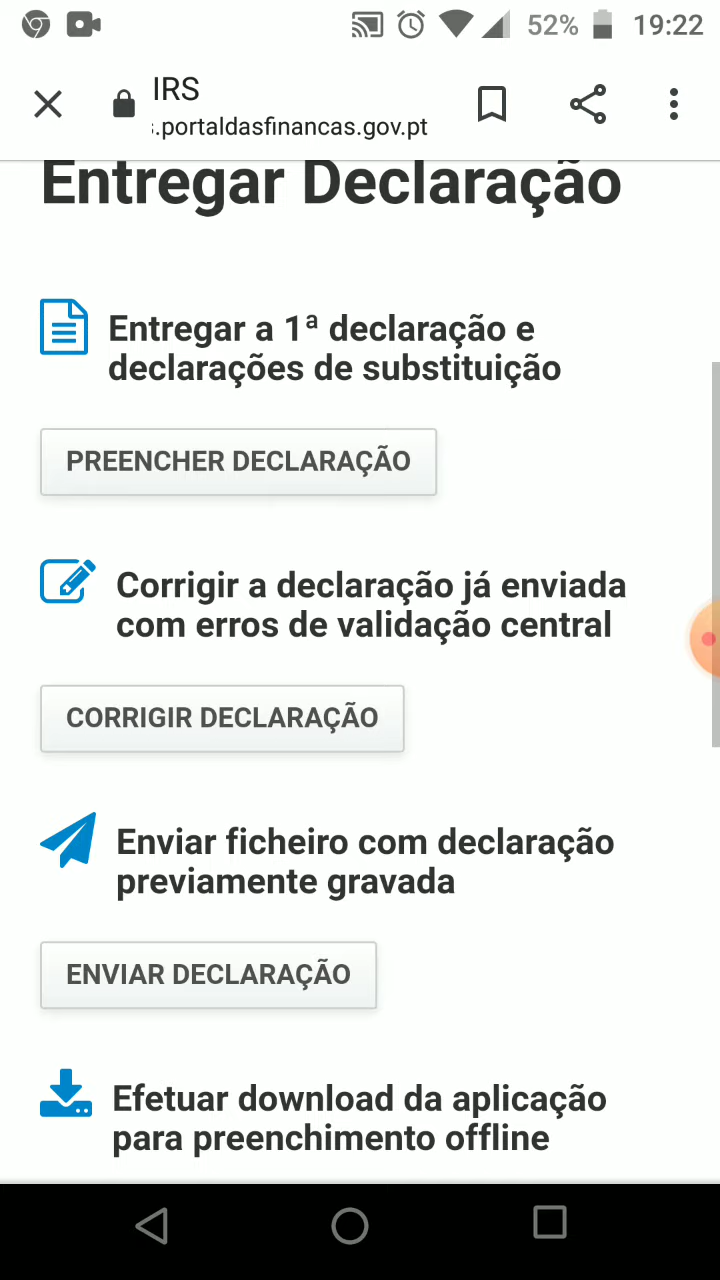 52% 19:22
IRS
.portaldasfinancas.gov.pt
Entregar Declaração
Entregar a 1ª declaração e
declarações de substituição
PREENCHER DECLARAÇÃO
Corrigir a declaração já enviada
com erros de validação central
CORRIGIR DECLARAÇÃO
Enviar ficheiro com declaração
previamente gravada
ENVIAR DECLARAÇÃO
Efetuar download da aplicação
para preenchimento offline